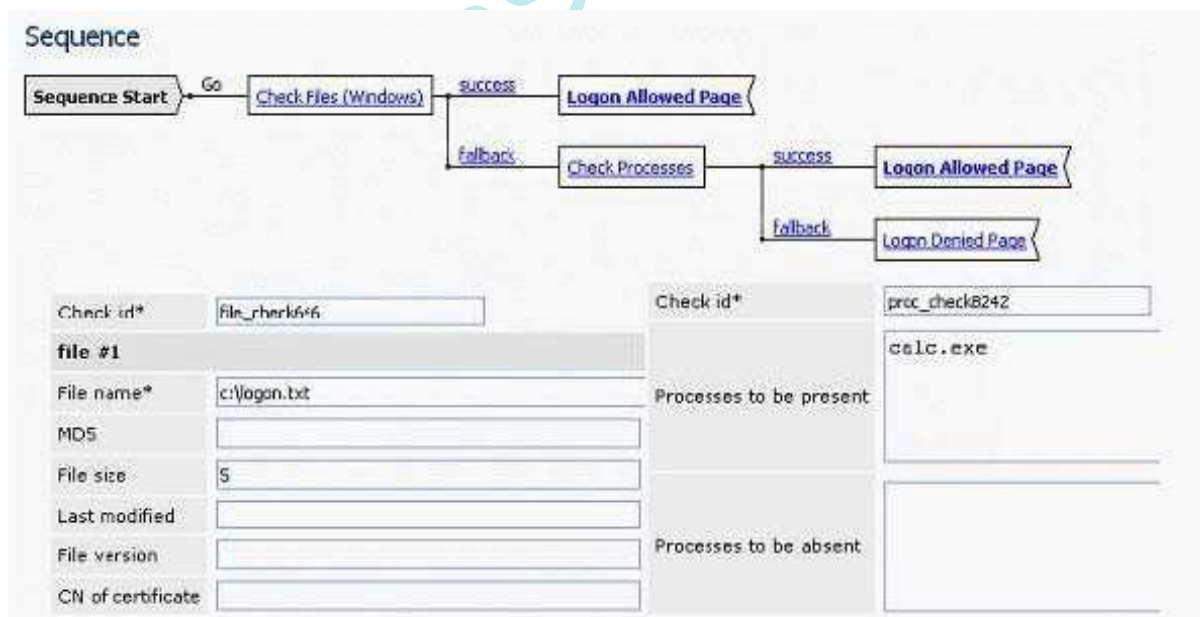 Sequence
Sequence Start Go Check Files (Windows) success Logon Allowed Page
fallback Check Processes success Logon Allowed Page
fallback Logon Denied Page
Check id* file_check646
file #1
File name* c:\logon.txt
MD5
File size 5
Last modified
File version
CN of certificate
Check id* proc_check8242
Processes to be present calc.exe
Processes to be absent